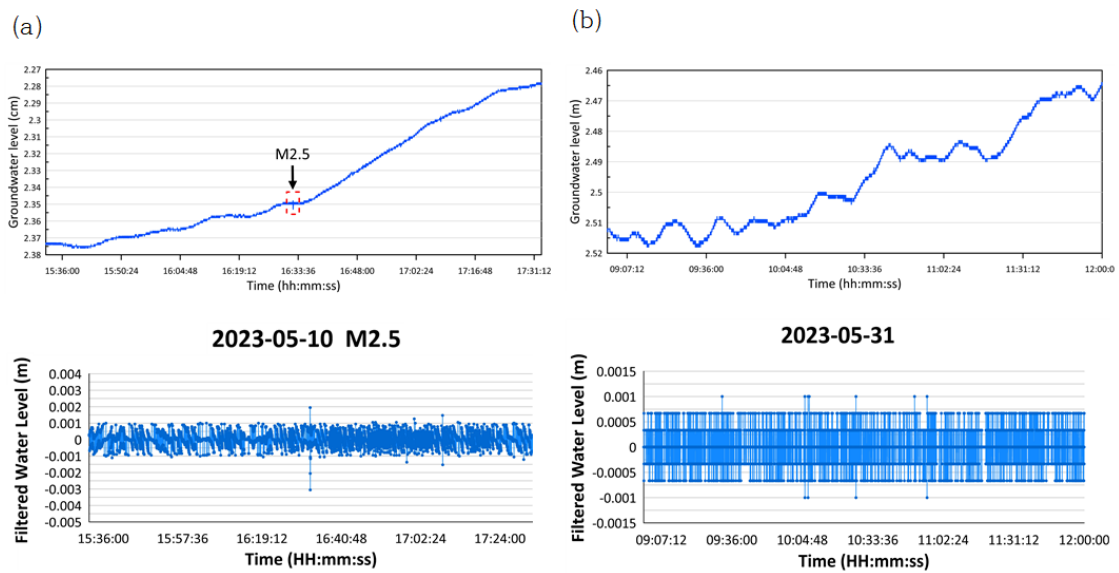 (a)
(b)
Groundwater level (cm)
2.27
2.28
2.29
2.3
2.31
2.32
2.33
2.34
2.35
2.36
2.37
2.38
M2.5
15:36:00 15:50:24 16:04:48 16:19:12 16:33:36 16:48:00 17:02:24 17:16:48 17:31:12
Time (hh:mm:ss)
Groundwater level (m)
2.46
2.47
2.48
2.49
2.5
2.51
2.52
09:07:12 09:36:00 10:04:48 10:33:36 11:02:24 11:31:12 12:00:0
Time (hh:mm:ss)
2023-05-10 M2.5
Filtered Water Level (m)
0.004
0.003
0.002
0.001
0
-0.001
-0.002
-0.003
-0.004
-0.005
15:36:00 15:57:36 16:19:12 16:40:48 17:02:24 17:24:00
Time (HH:mm:ss)
2023-05-31
Filtered Water Level (m)
0.0015
0.001
0.0005
0
-0.0005
-0.001
-0.0015
09:07:12 09:36:00 10:04:48 10:33:36 11:02:24 11:31:12 12:00:00
Time (HH:mm:ss)